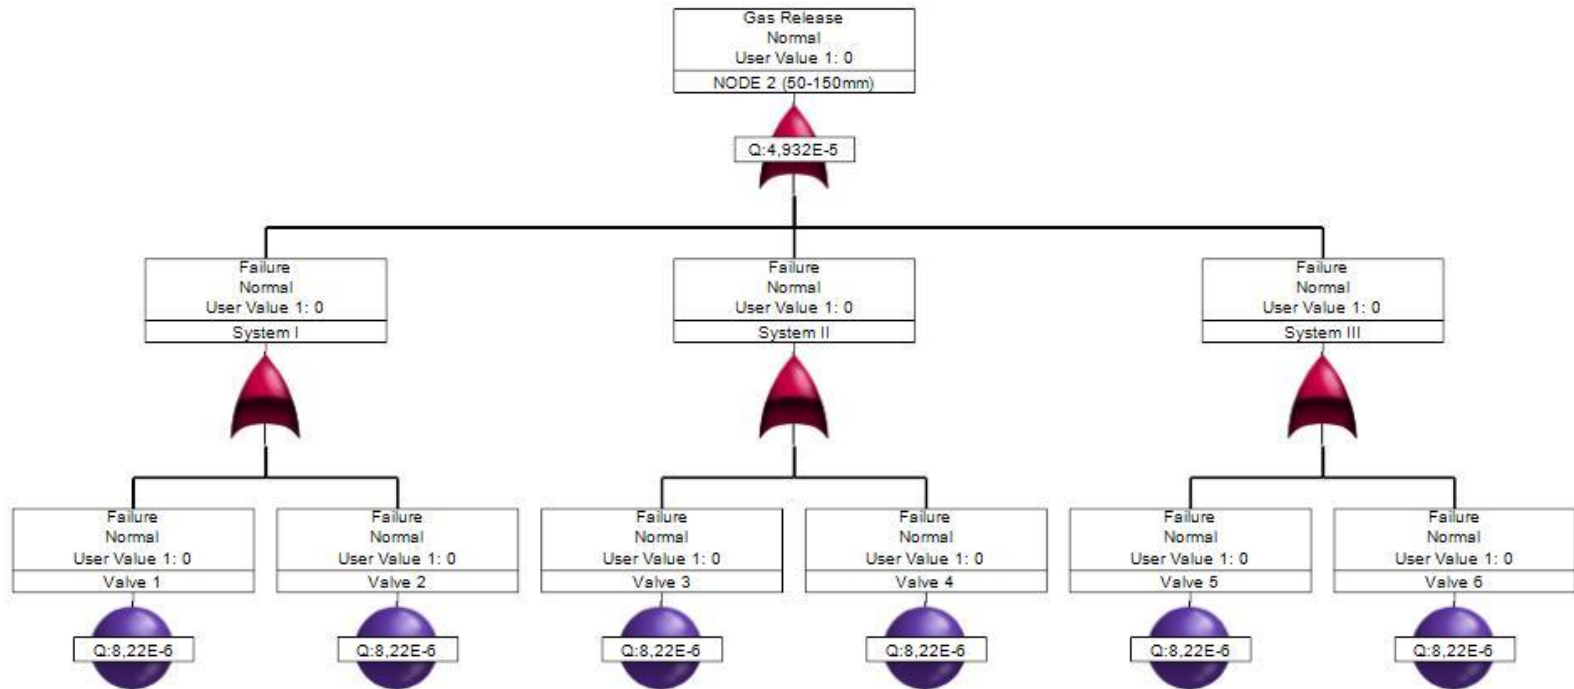 Gas Release
Normal
User Value 1: 0
NODE 2 (50-150mm)
Q:4,932E-5
Failure
Normal
User Value 1: 0
System I
Failure
Normal
User Value 1: 0
System II
Failure
Normal
User Value 1: 0
System III
Failure
Normal
User Value 1: 0
Valve 1
Q:8,22E-6
Failure
Normal
User Value 1: 0
Valve 2
Q:8,22E-6
Failure
Normal
User Value 1: 0
Valve 3
Q:8,22E-6
Failure
Normal
User Value 1: 0
Valve 4
Q:8,22E-6
Failure
Normal
User Value 1: 0
Valve 5
Q:8,22E-6
Failure
Normal
User Value 1: 0
Valve 6
Q:8,22E-6